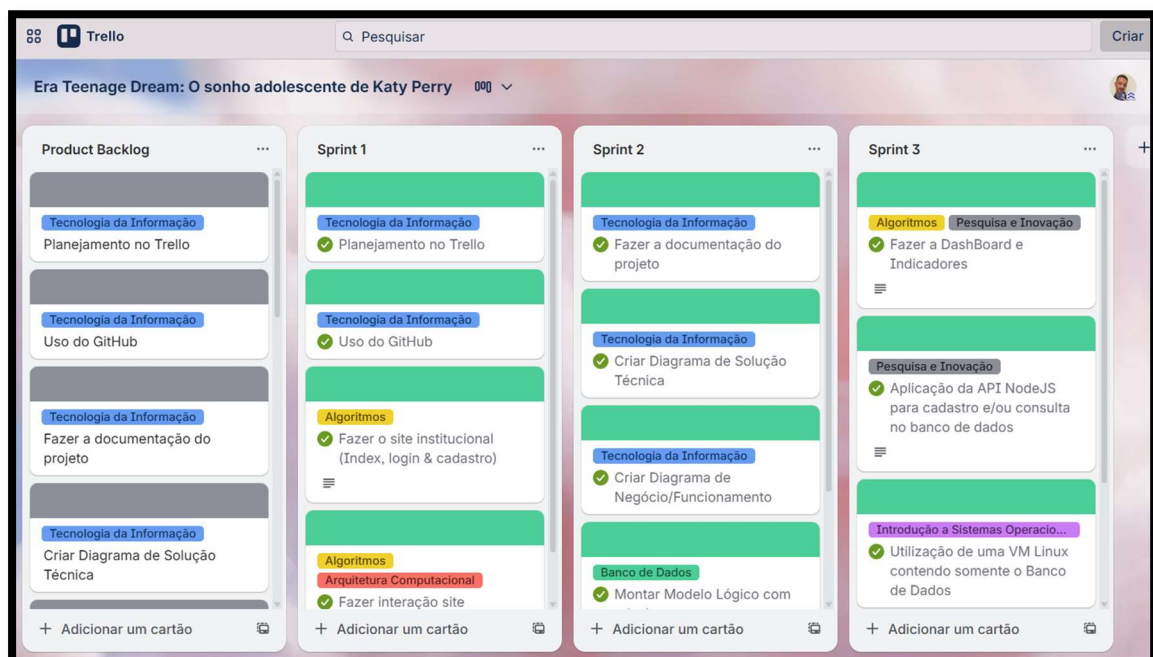 Trello
Pesquisar
Criar
Era Teenage Dream: O sonho adolescente de Katy Perry
Product Backlog
Tecnologia da Informação
Planejamento no Trello
Tecnologia da Informação
Uso do GitHub
Tecnologia da Informação
Fazer a documentação do
projeto
Tecnologia da Informação
Criar Diagrama de Solução
Técnica
+ Adicionar um cartão
Sprint 1
Tecnologia da Informação
Planejamento no Trello
Tecnologia da Informação
Uso do GitHub
Algoritmos
Fazer o site institucional
(Index, login & cadastro)
Algoritmos
Arquitetura Computacional
Fazer interação site
+ Adicionar um cartão
Sprint 2
Tecnologia da Informação
Fazer a documentação do
projeto
Tecnologia da Informação
Criar Diagrama de Solução
Técnica
Tecnologia da Informação
Criar Diagrama de
Negócio/Funcionamento
Banco de Dados
Montar Modelo Lógico com
+ Adicionar um cartão
Sprint 3
Algoritmos Pesquisa e Inovação
Fazer a DashBoard e
Indicadores
Pesquisa e Inovação
Aplicação da API NodeJS
para cadastro e/ou consulta
no banco de dados
Introdução a Sistemas Operacio...
Utilização de uma VM Linux
contendo somente o Banco
de Dados
+ Adicionar um cartão